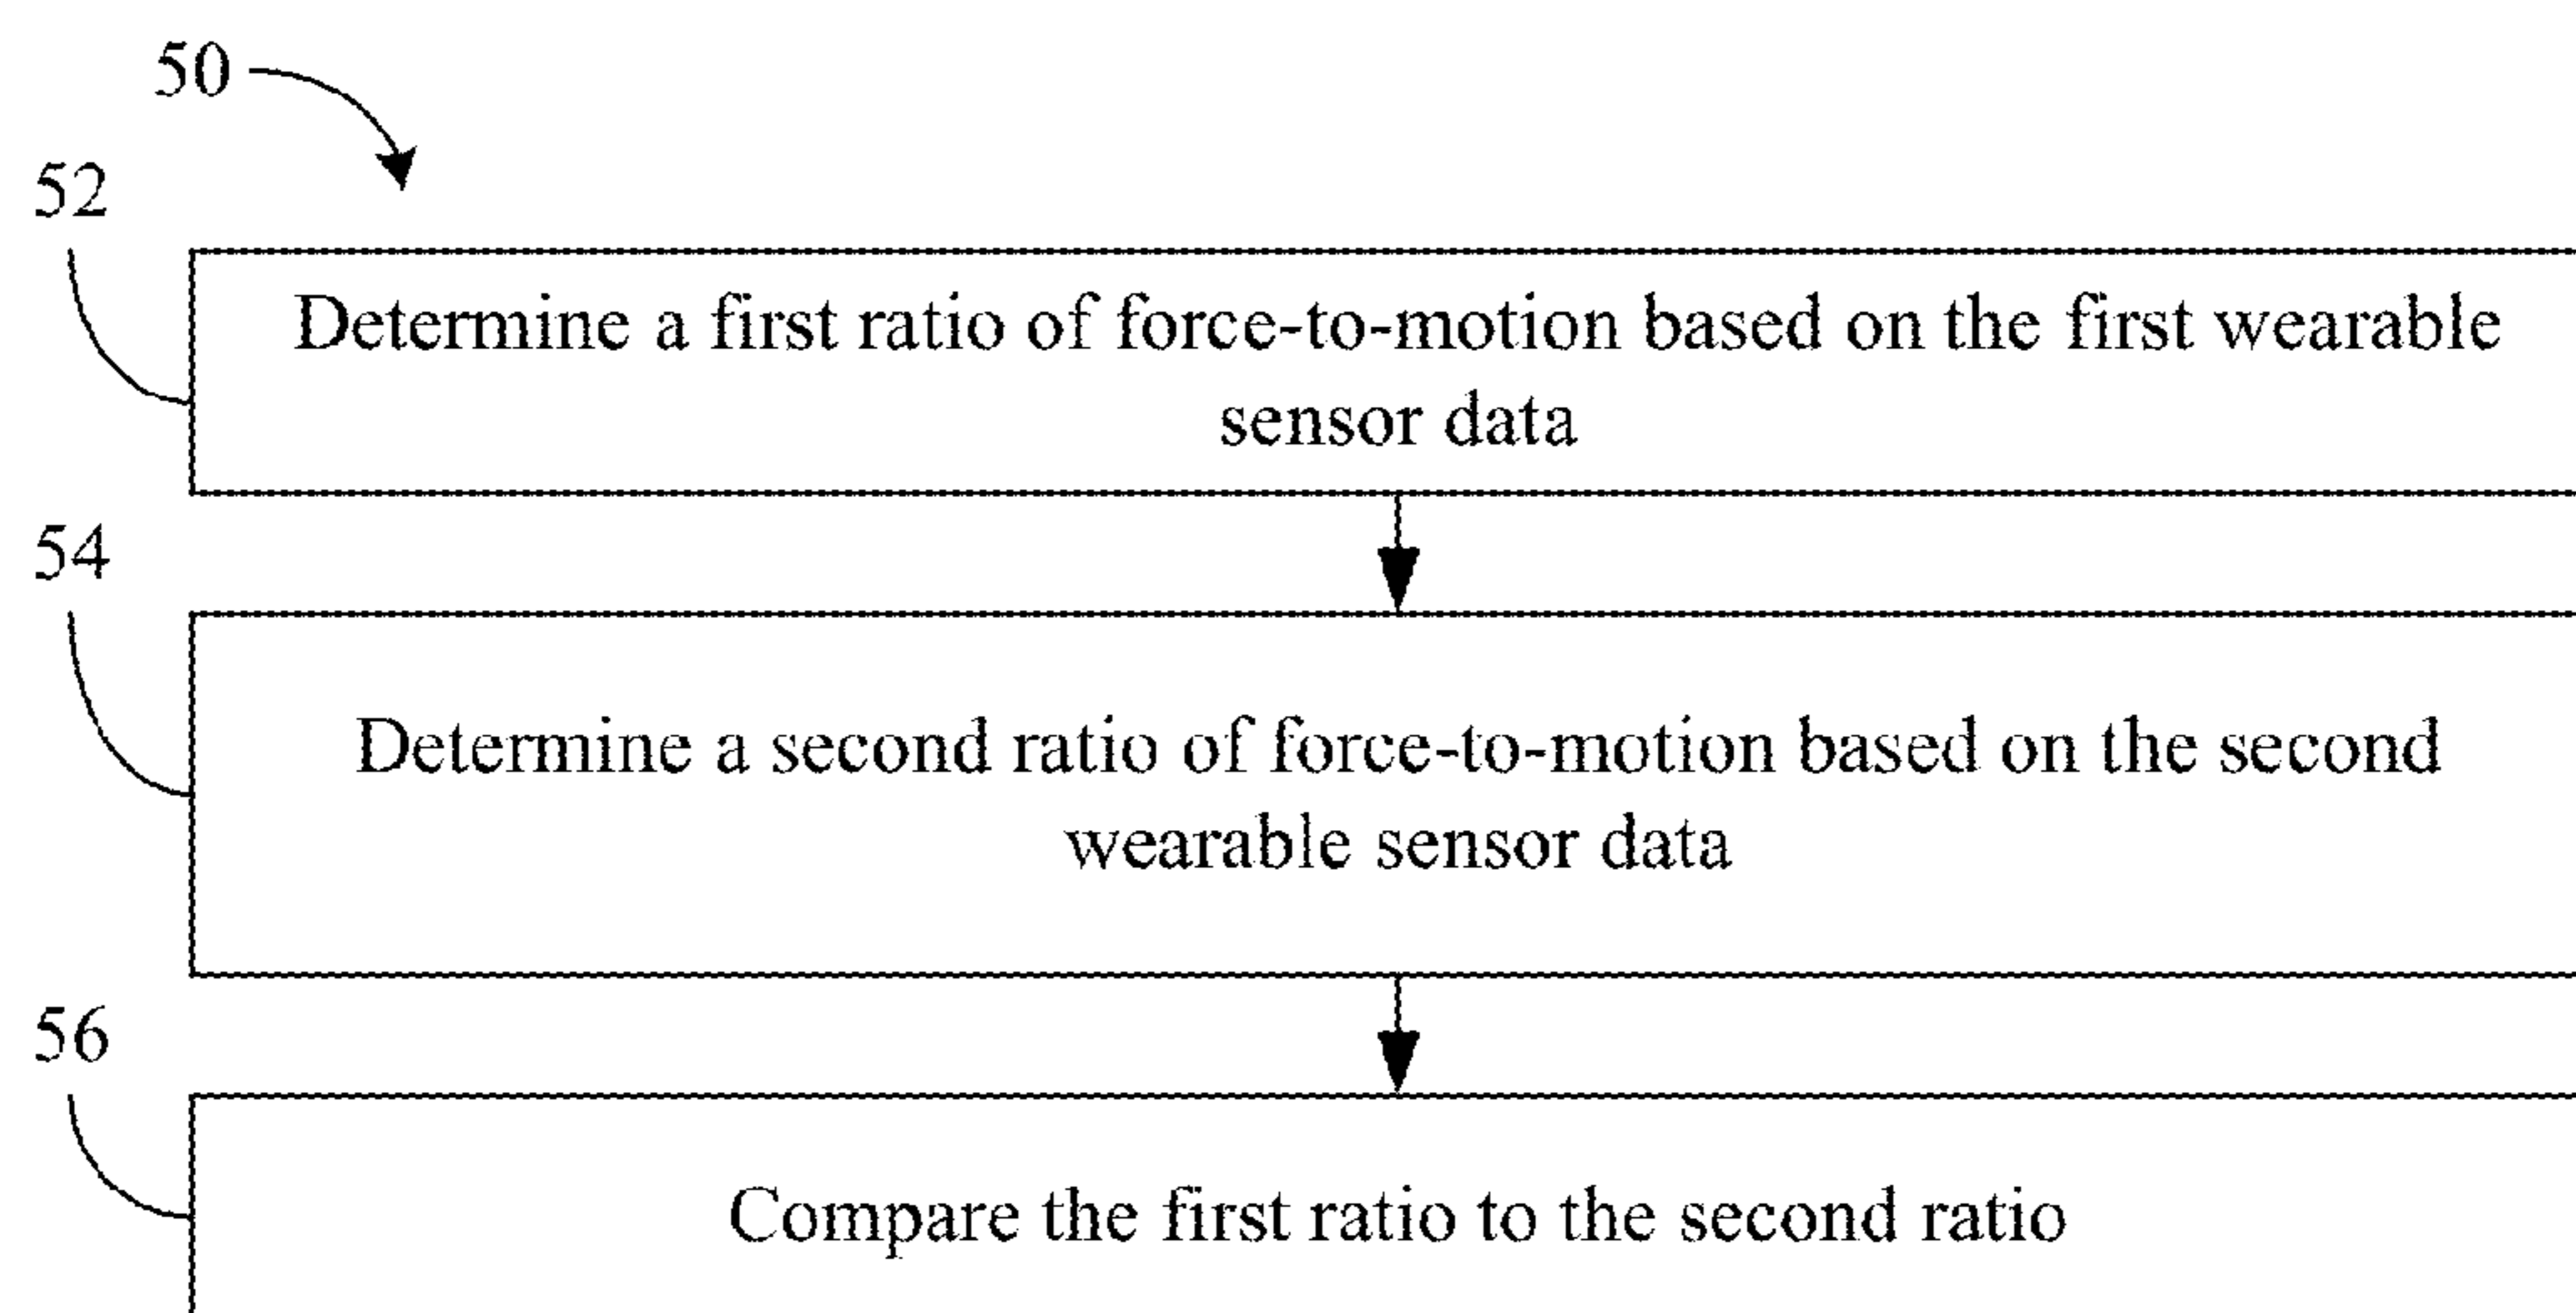 50
52
Determine a first ratio of force-to-motion based on the first wearable
sensor data
54
Determine a second ratio of force-to-motion based on the second
wearable sensor data
56
Compare the first ratio to the second ratio